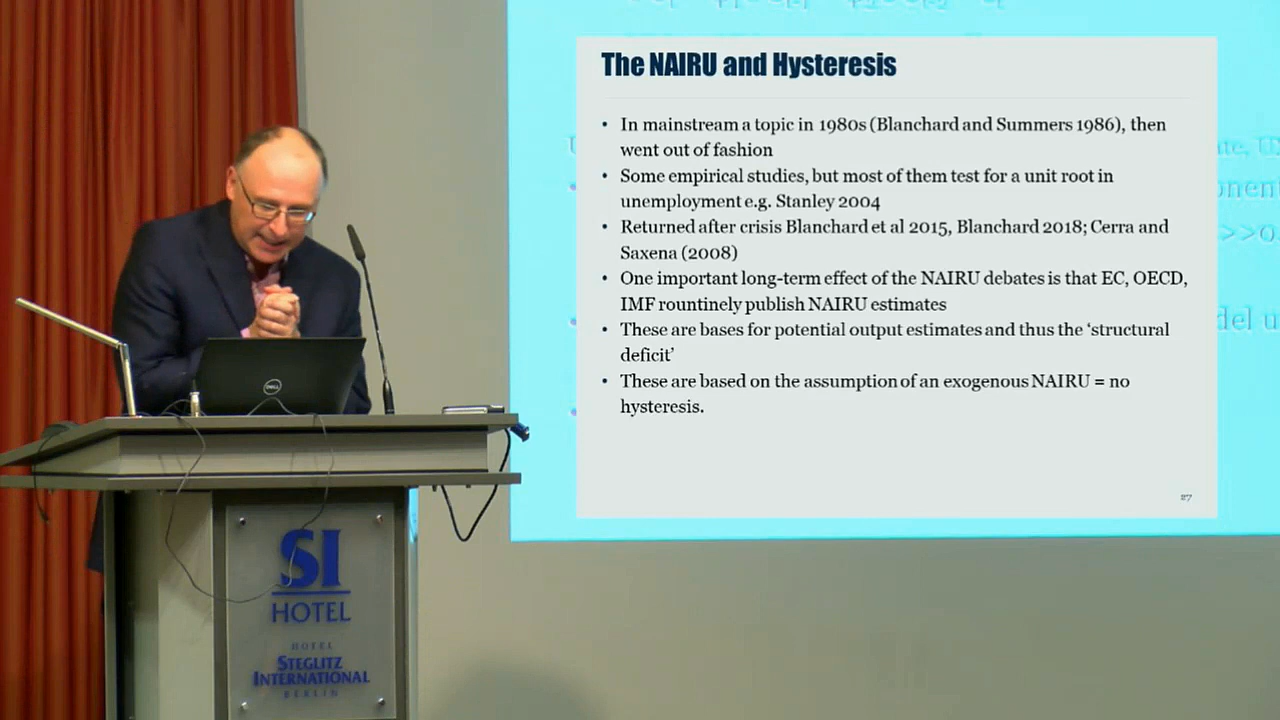 The NAIRU and Hysteresis
• In mainstream a topic in 1980s (Blanchard and Summers 1986), then
went out of fashion
• Some empirical studies, but most of them test for a unit root in
unemployment e.g. Stanley 2004
• Returned after crisis Blanchard et al 2015, Blanchard 2018; Cerra and
Saxena (2008)
• One important long-term effect of the NAIRU debates is that EC, OECD,
IMF rountinely publish NAIRU estimates
• These are bases for potential output estimates and thus the ‘structural
deficit’
• These are based on the assumption of an exogenous NAIRU = no
hysteresis.
27
DELL
SI
HOTEL
HOTEL
STEGLITZ
INTERNATIONAL
BERLIN